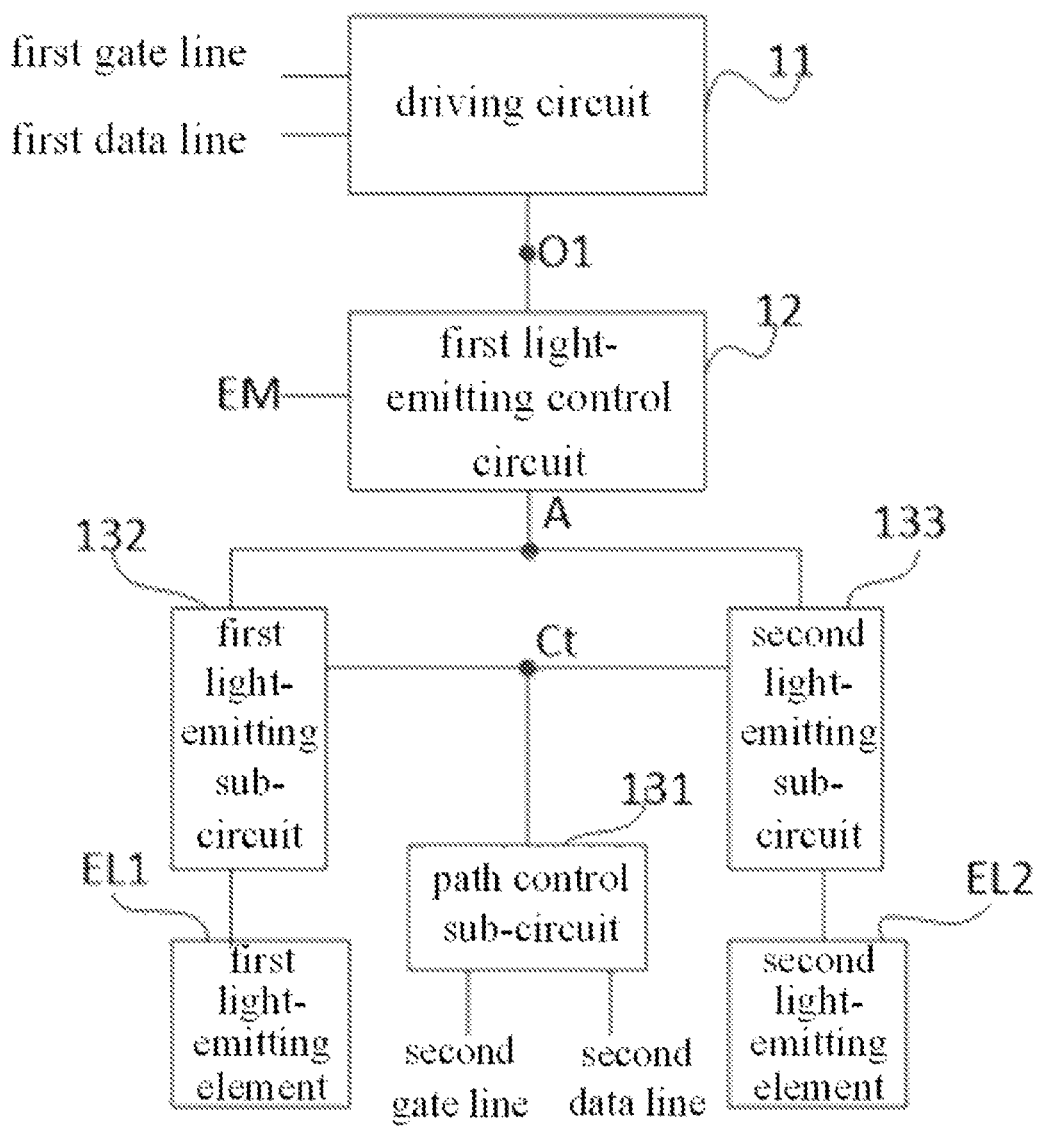 first gate line
first data line
driving circuit
11
O1
first light-
emitting control
circuit
12
EM
A
132
133
first
light-
emitting
sub-
circuit
Ct
second
light-
emitting
sub-
circuit
131
path control
sub-circuit
EL1
EL2
first
light-
emitting
element
second
gate line
second
data line
second
light-
emitting
element